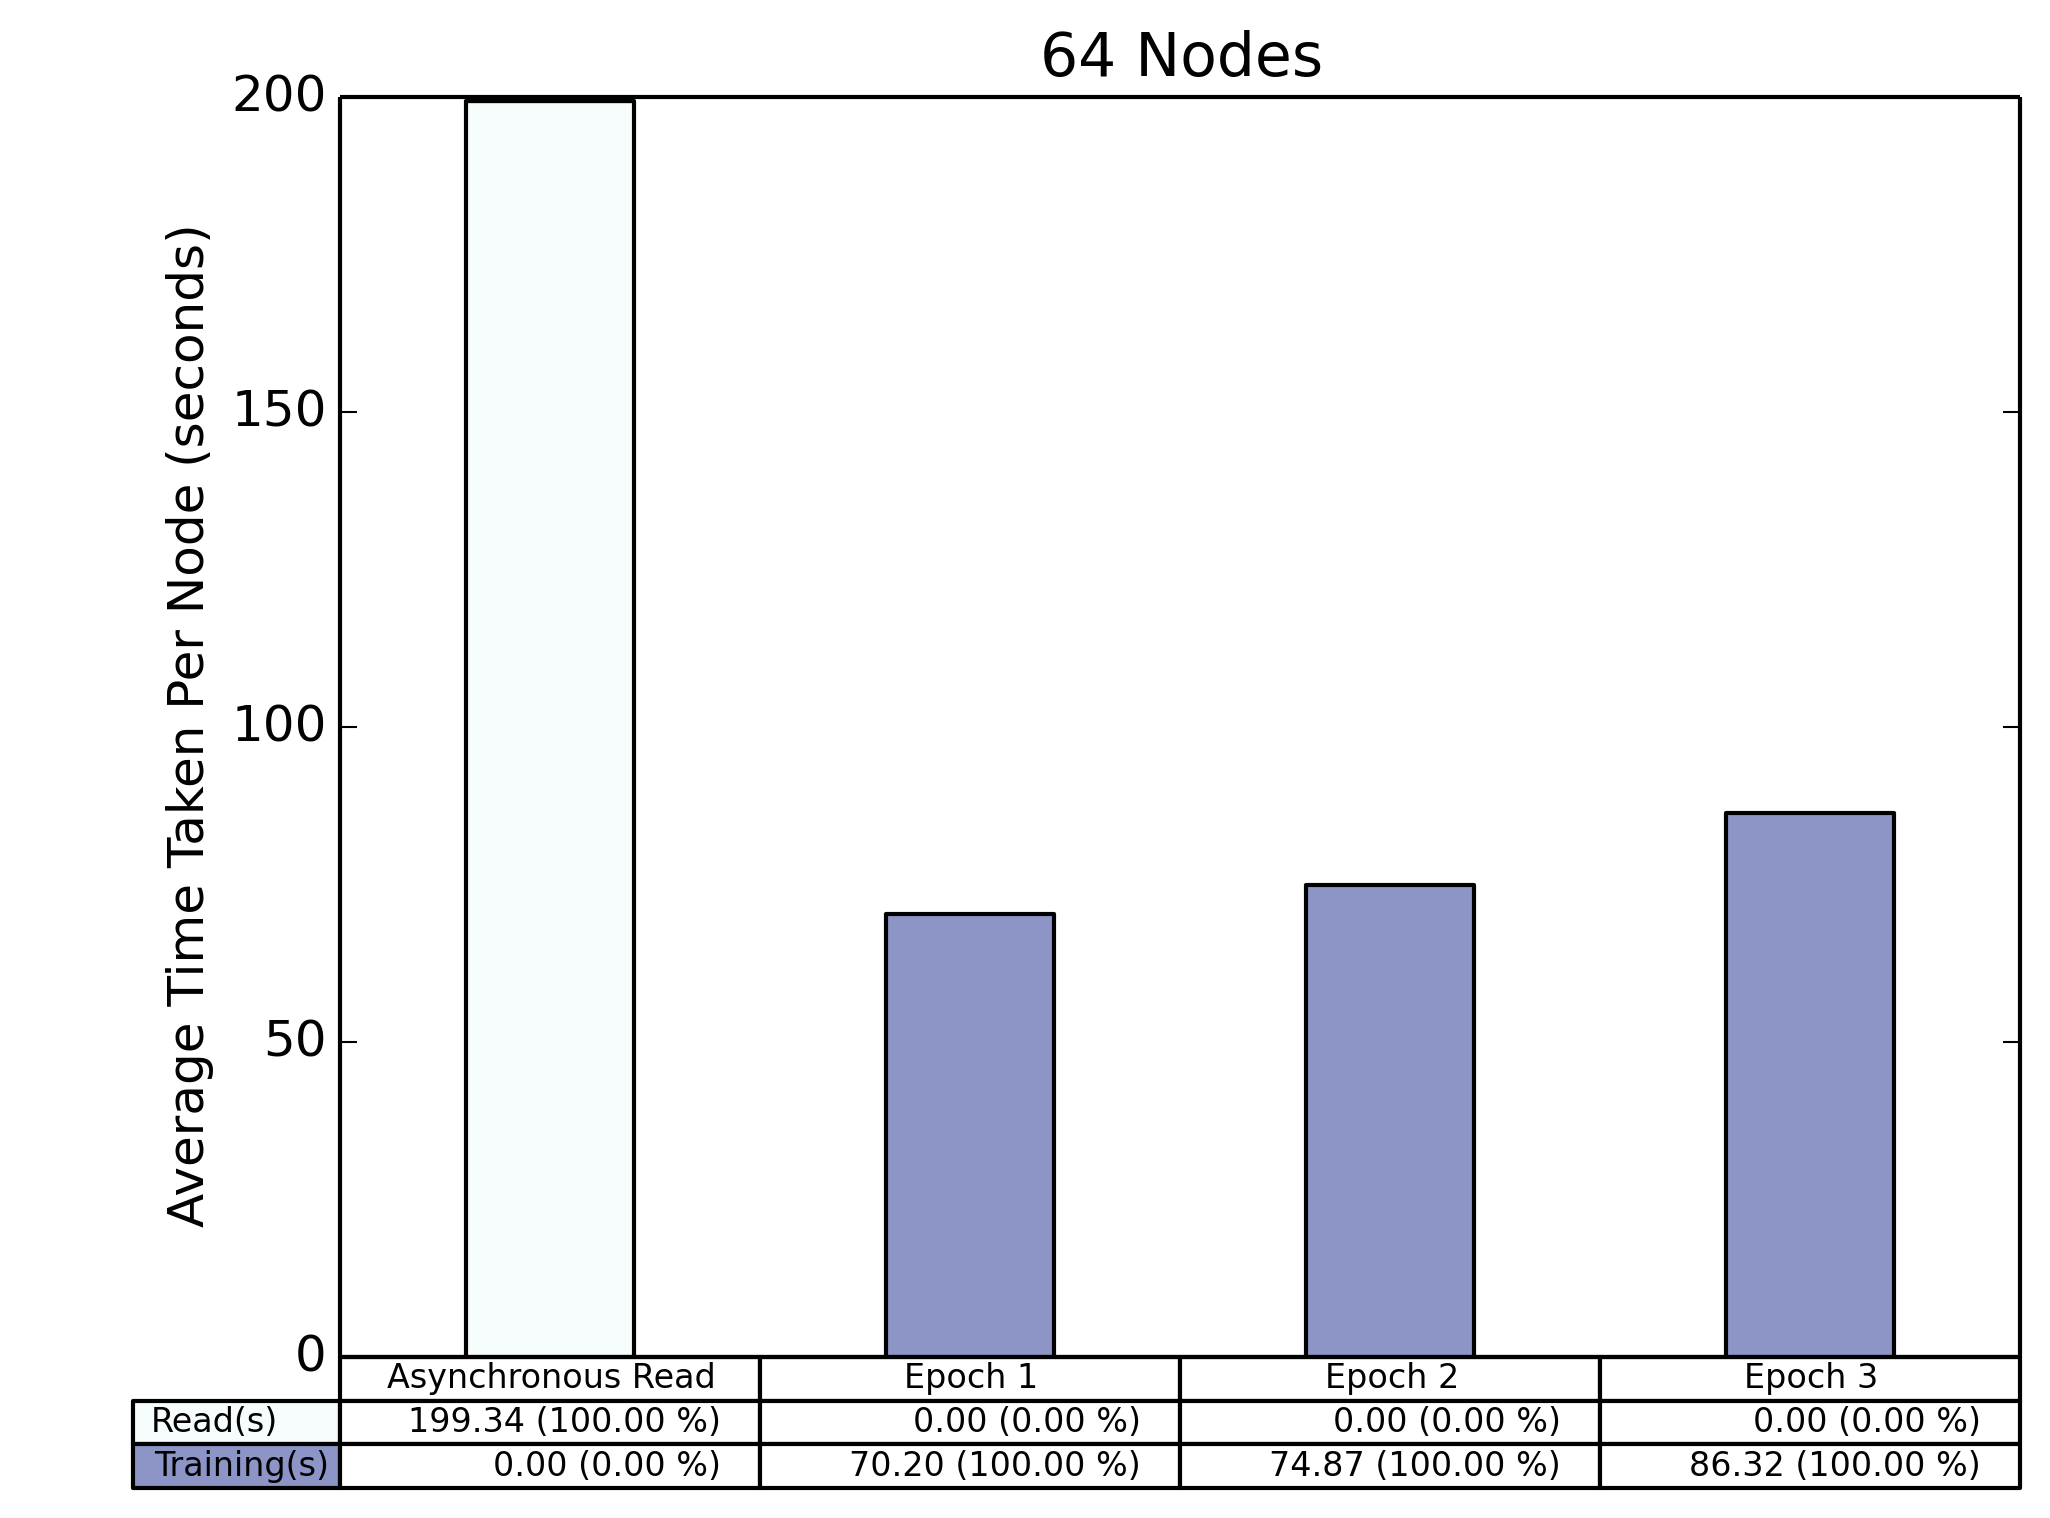 64 Nodes
Average Time Taken Per Node (seconds)
200
150
100
50
0
Asynchronous Read Epoch 1 Epoch 2 Epoch 3
Read(s) 199.34 (100.00 %) 0.00 (0.00 %) 0.00 (0.00 %) 0.00 (0.00 %)
Training(s) 0.00 (0.00 %) 70.20 (100.00 %) 74.87 (100.00 %) 86.32 (100.00 %)